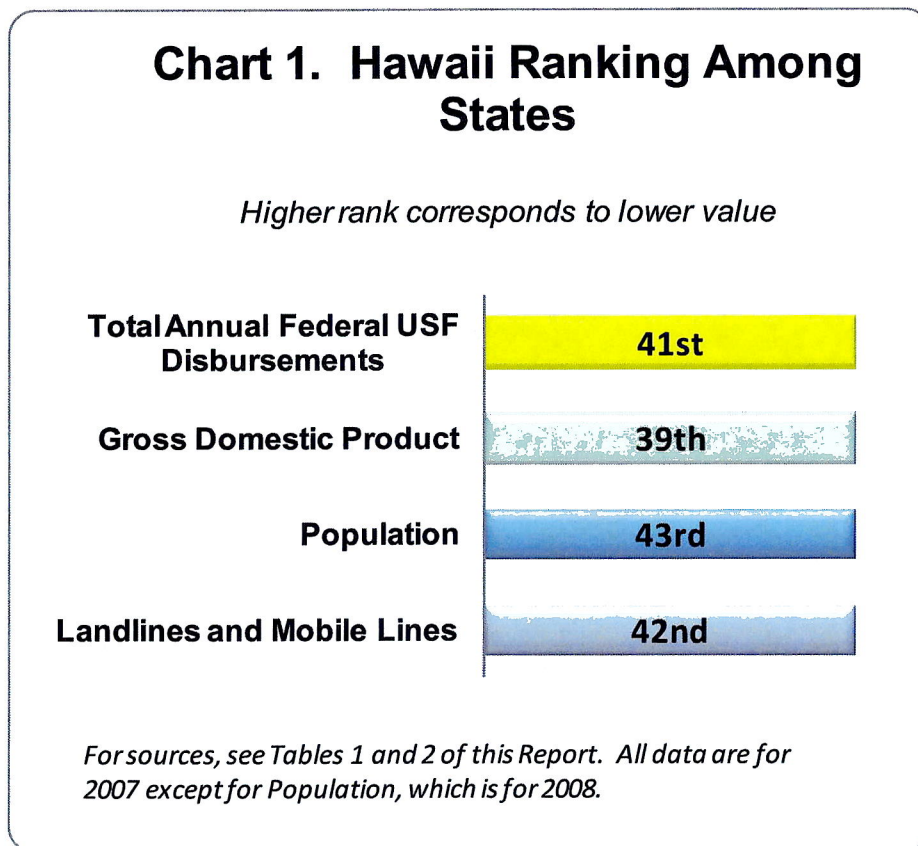 Chart 1. Hawaii Ranking Among
States
Higher rank corresponds to lower value
Total Annual Federal USF
Disbursements
41st
Gross Domestic Product
39th
Population
43rd
Landlines and Mobile Lines
42nd
For sources, see Tables 1 and 2 of this Report. All data are for
2007 except for Population, which is for 2008.